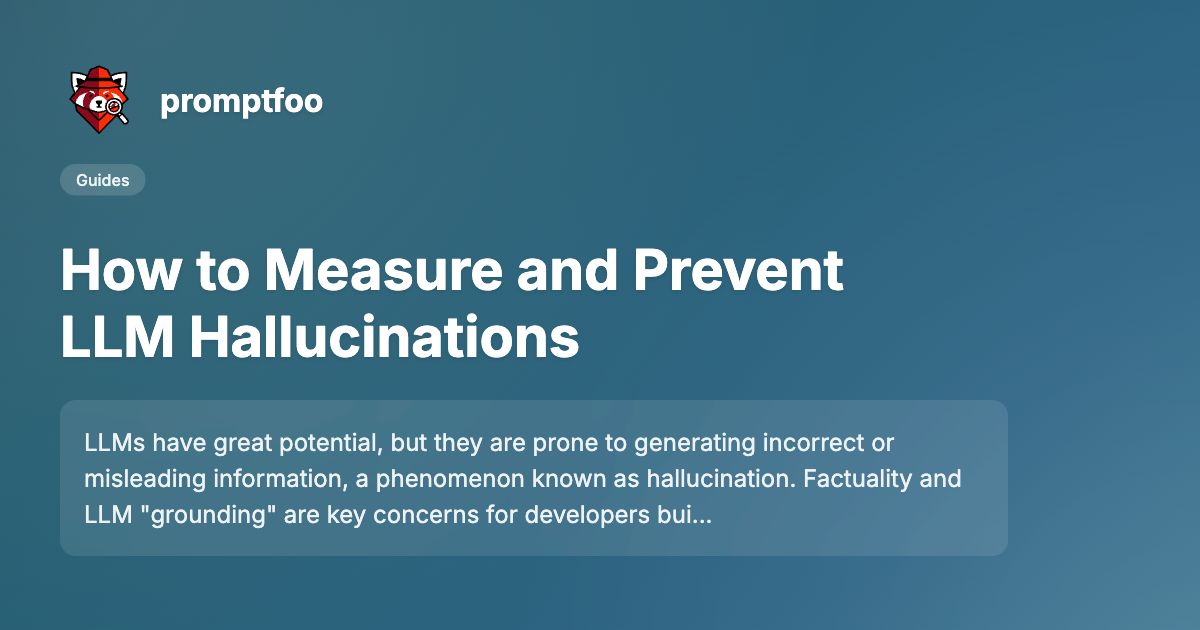 promptfoo
Guides
How to Measure and Prevent
LLM Hallucinations
LLMs have great potential, but they are prone to generating incorrect or
misleading information, a phenomenon known as hallucination. Factuality and
LLM "grounding" are key concerns for developers bui...